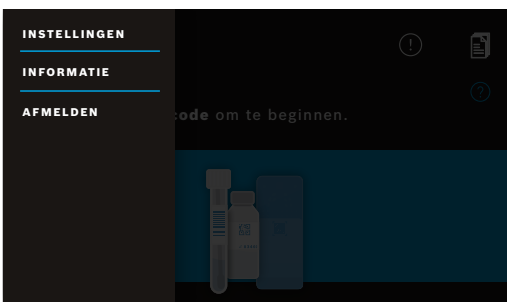 INSTELLINGEN
INFORMATIE
AFMELDEN
code om te beginnen.